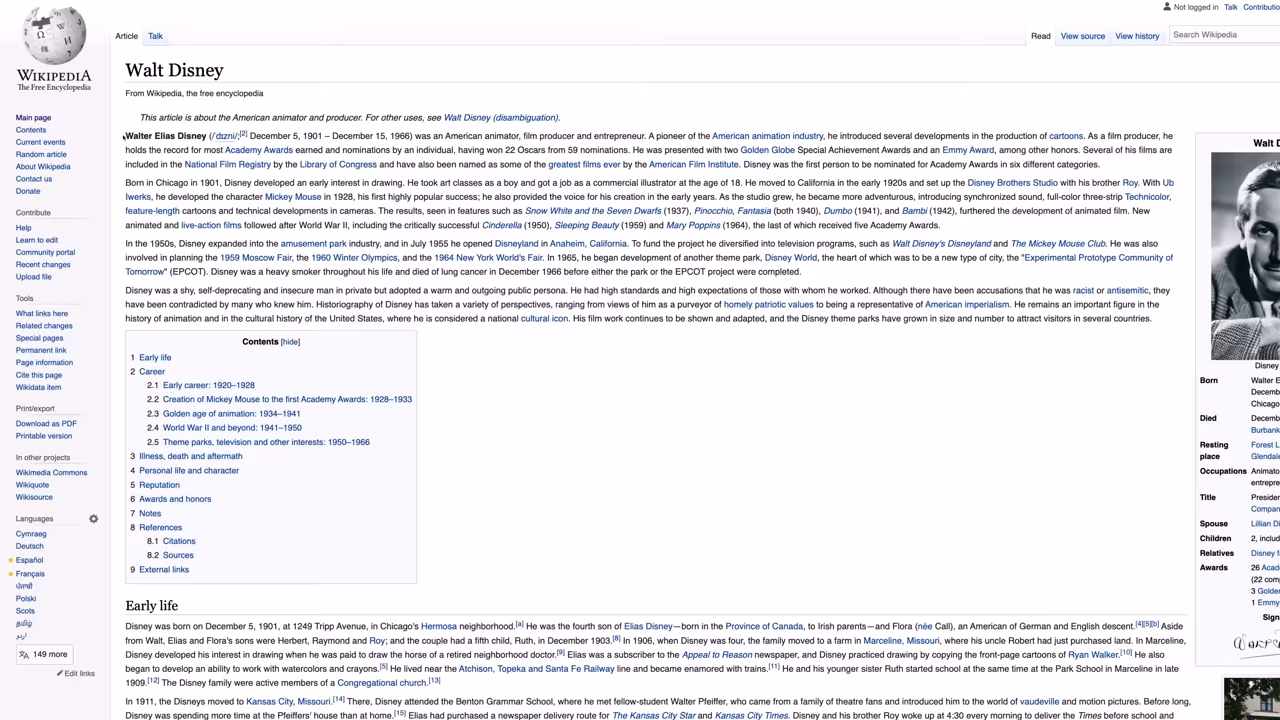 Not logged in Talk
Article Talk Read View source View history Search Wikipedia
WIKIPEDIA
The Free Encyclopedia
Main page
Contents
Current events
Random article
About Wikipedia
Contact us
Donate
Contribute
Help
Learn to edit
Community portal
Recent changes
Upload file
Tools
What links here
Related changes
Special pages
Permanent link
Page information
Cite this page
Wikidata item
Print/export
Download as PDF
Printable version
In other projects
Wikimedia Commons
Wikiquote
Wikisource
Languages
Cymraeg
Deutsch
Español
Français
ਪੰਜਾਬੀ
Polski
Scots
தமிழ்
اردو
149 more
Edit links
Walt Disney
From Wikipedia, the free encyclopedia
This article is about the American animator and producer. For other uses, see Walt Disney (disambiguation).
Walter Elias Disney (/ˈdɪzni/;[2] December 5, 1901 – December 15, 1966) was an American animator, film producer and entrepreneur. A pioneer of the American animation industry, he introduced several developments in the production of cartoons. As a film producer, he
holds the record for most Academy Awards earned and nominations by an individual, having won 22 Oscars from 59 nominations. He was presented with two Golden Globe Special Achievement Awards and an Emmy Award, among other honors. Several of his films are
included in the National Film Registry by the Library of Congress and have also been named as some of the greatest films ever by the American Film Institute. Disney was the first person to be nominated for Academy Awards in six different categories.
Born in Chicago in 1901, Disney developed an early interest in drawing. He took art classes as a boy and got a job as a commercial illustrator at the age of 18. He moved to California in the early 1920s and set up the Disney Brothers Studio with his brother Roy. With Ub
Iwerks, he developed the character Mickey Mouse in 1928, his first highly popular success; he also provided the voice for his creation in the early years. As the studio grew, he became more adventurous, introducing synchronized sound, full-color three-strip Technicolor,
feature-length cartoons and technical developments in cameras. The results, seen in features such as Snow White and the Seven Dwarfs (1937), Pinocchio, Fantasia (both 1940), Dumbo (1941), and Bambi (1942), furthered the development of animated film. New
animated and live-action films followed after World War II, including the critically successful Cinderella (1950), Sleeping Beauty (1959) and Mary Poppins (1964), the last of which received five Academy Awards.
In the 1950s, Disney expanded into the amusement park industry, and in July 1955 he opened Disneyland in Anaheim, California. To fund the project he diversified into television programs, such as Walt Disney's Disneyland and The Mickey Mouse Club. He was also
involved in planning the 1959 Moscow Fair, the 1960 Winter Olympics, and the 1964 New York World's Fair. In 1965, he began development of another theme park, Disney World, the heart of which was to be a new type of city, the "Experimental Prototype Community of
Tomorrow" (EPCOT). Disney was a heavy smoker throughout his life and died of lung cancer in December 1966 before either the park or the EPCOT project were completed.
Disney was a shy, self-deprecating and insecure man in private but adopted a warm and outgoing public persona. He had high standards and high expectations of those with whom he worked. Although there have been accusations that he was racist or antisemitic, they
have been contradicted by many who knew him. Historiography of Disney has taken a variety of perspectives, ranging from views of him as a purveyor of homely patriotic values to being a representative of American imperialism. He remains an important figure in the
history of animation and in the cultural history of the United States, where he is considered a national cultural icon. His film work continues to be shown and adapted, and the Disney theme parks have grown in size and number to attract visitors in several countries.
Contents [hide]
1 Early life
2 Career
2.1 Early career: 1920–1928
2.2 Creation of Mickey Mouse to the first Academy Awards: 1928–1933
2.3 Golden age of animation: 1934–1941
2.4 World War II and beyond: 1941–1950
2.5 Theme parks, television and other interests: 1950–1966
3 Illness, death and aftermath
4 Personal life and character
5 Reputation
6 Awards and honors
7 Notes
8 References
8.1 Citations
8.2 Sources
9 External links
Early life
Disney was born on December 5, 1901, at 1249 Tripp Avenue, in Chicago's Hermosa neighborhood.[a] He was the fourth son of Elias Disney—born in the Province of Canada, to Irish parents—and Flora (née Call), an American of German and English descent.[4][5][b] Aside
from Walt, Elias and Flora's sons were Herbert, Raymond and Roy; and the couple had a fifth child, Ruth, in December 1903.[8] In 1906, when Disney was four, the family moved to a farm in Marceline, Missouri, where his uncle Robert had just purchased land. In Marceline,
Disney developed his interest in drawing when he was paid to draw the horse of a retired neighborhood doctor.[9] Elias was a subscriber to the Appeal to Reason newspaper, and Disney practiced drawing by copying the front-page cartoons of Ryan Walker.[10] He also
began to develop an ability to work with watercolors and crayons.[5] He lived near the Atchison, Topeka and Santa Fe Railway line and became enamored with trains.[11] He and his younger sister Ruth started school at the same time at the Park School in Marceline in late
1909.[12] The Disney family were active members of a Congregational church.[13]
In 1911, the Disneys moved to Kansas City, Missouri.[14] There, Disney attended the Benton Grammar School, where he met fellow-student Walter Pfeiffer, who came from a family of theatre fans and introduced him to the world of vaudeville and motion pictures. Before long,
Disney was spending more time at the Pfeiffers' house than at home.[15] Elias had purchased a newspaper delivery route for The Kansas City Star and Kansas City Times. Disney and his brother Roy woke up at 4:30 every morning to deliver the Times before school and
Walt D
Disney
Born Walter E
Decemb
Chicago
Died Decemb
Burbank
Resting place Forest L
Glendale
Occupations Animato
entrepre
Title Presiden
Compan
Spouse Lillian Di
Children 2, includ
Relatives Disney f
Awards 26 Acad
(22 comp
3 Golde
1 Emmy
Sign